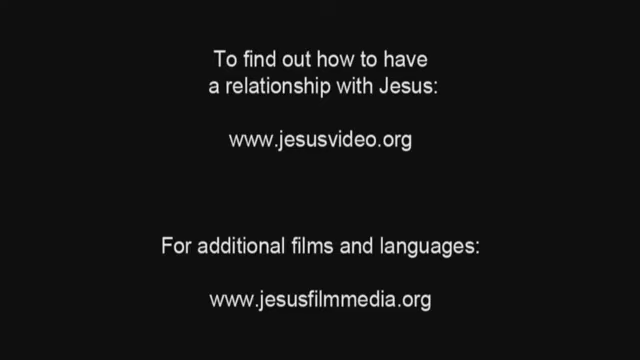 To find out how to have
a relationship with Jesus:
www.jesusvideo.org
For additional films and languages:
www.jesusfilmmedia.org